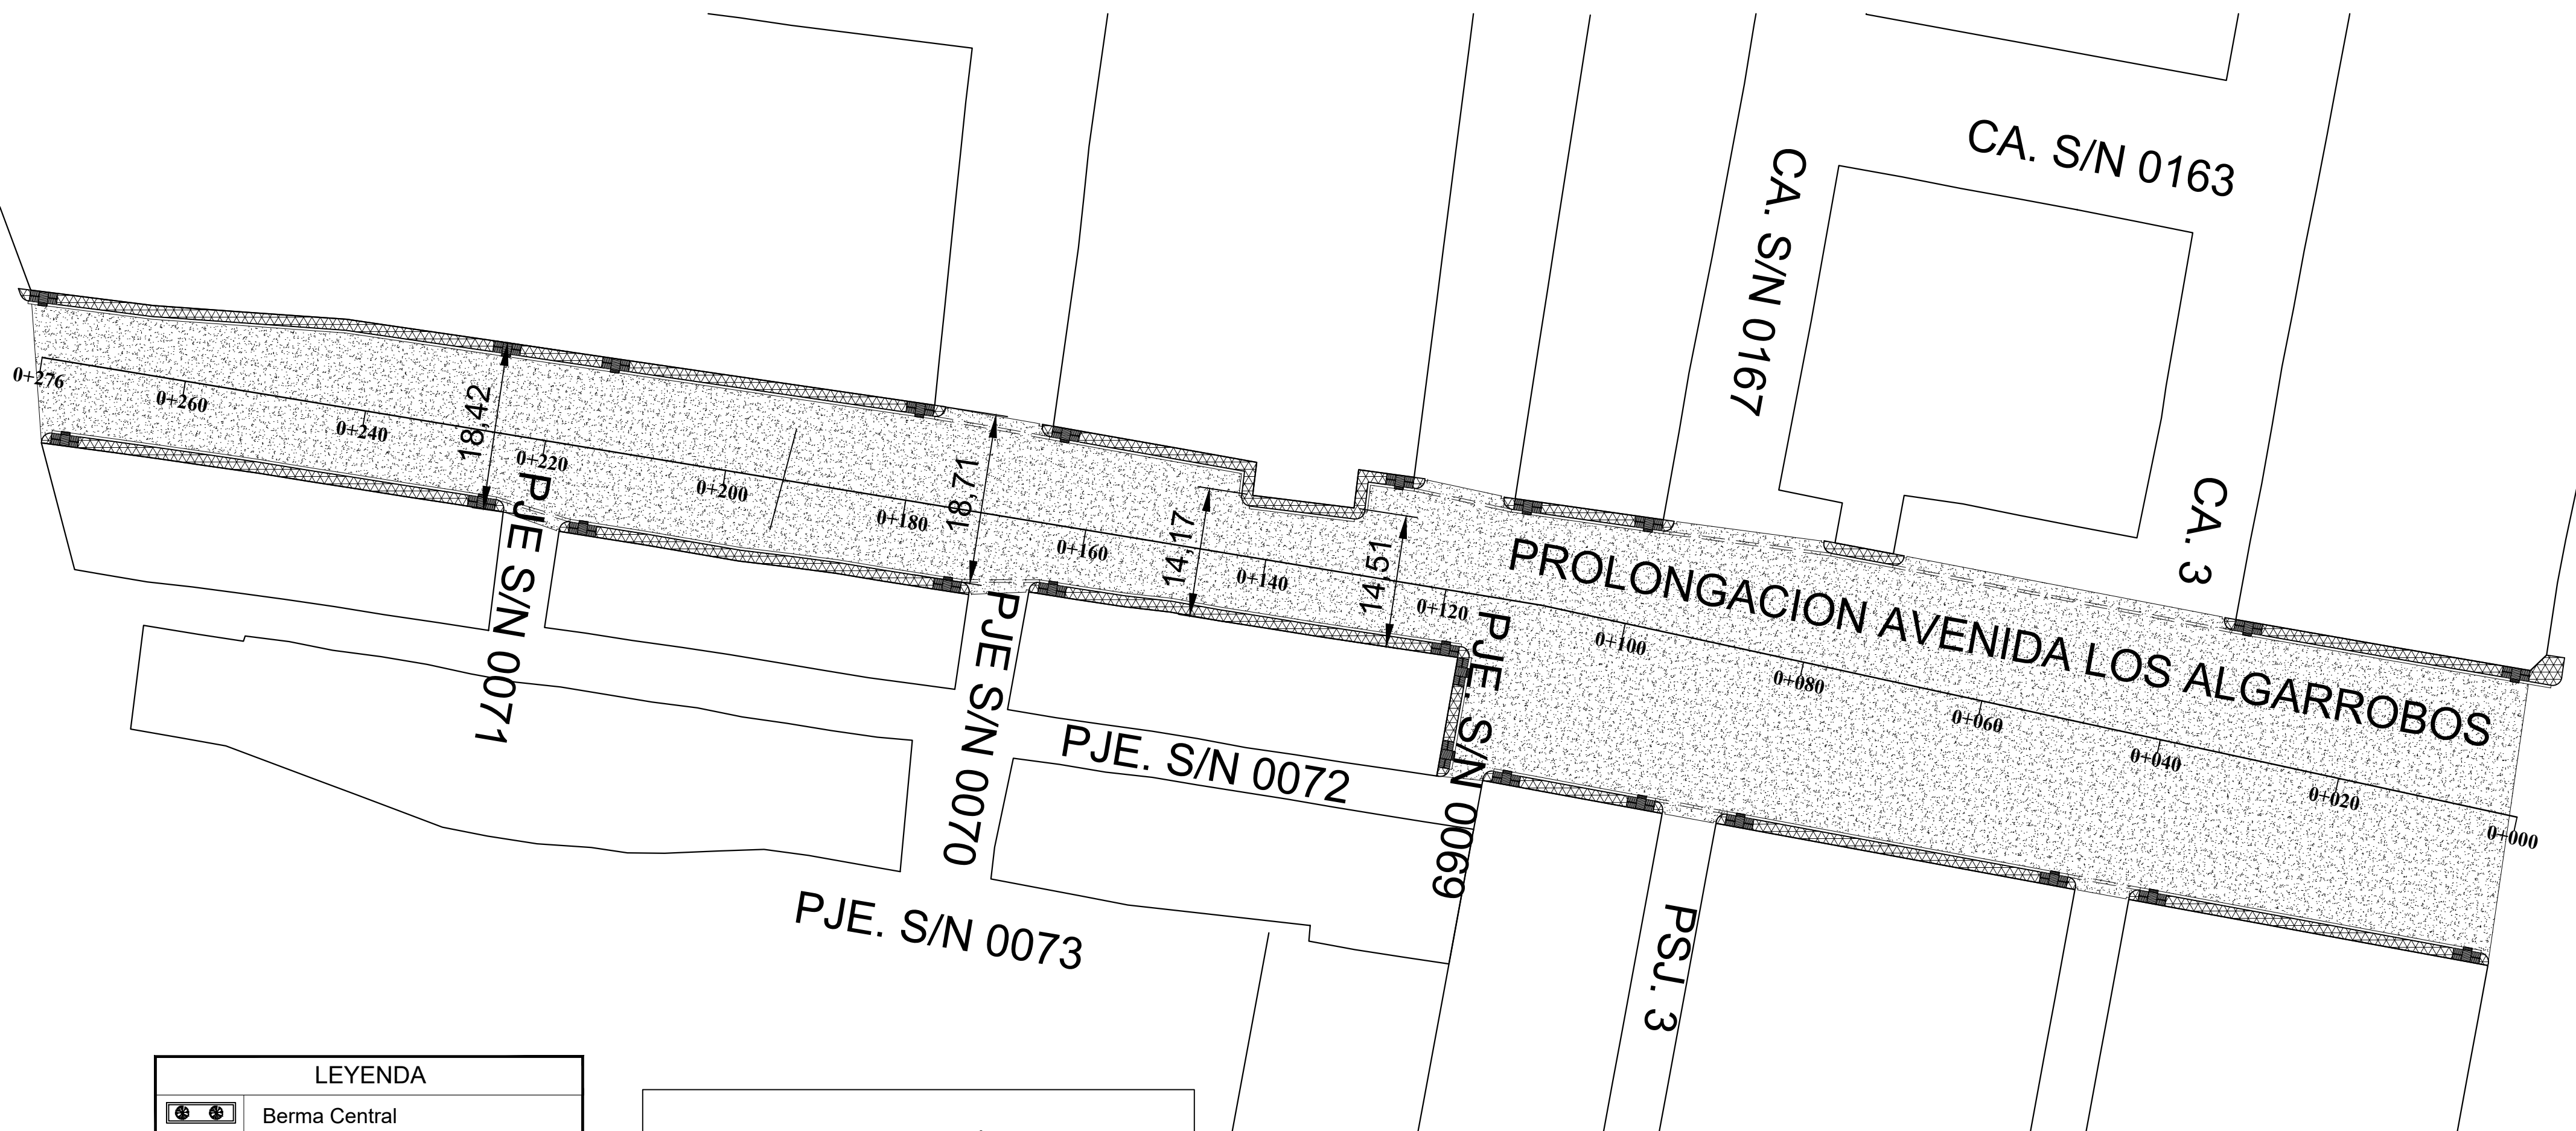 CA. S/N 0163
CA. S/N 0167
CA. 3
0+276
0+260
0+240
18,42
0+220
0+200
0+180
18,71
0+160
14,17
0+140
14,51
0+120
0+100
0+080
0+060
0+040
0+020
0+000
PROLONGACION AVENIDA LOS ALGARROBOS
PJE S/N 0071
PJE S/N 0070
PJE. S/N 0072
PJE. S/N 0069
PJE. S/N 0073
PSJ. 3
LEYENDA
Berma Central